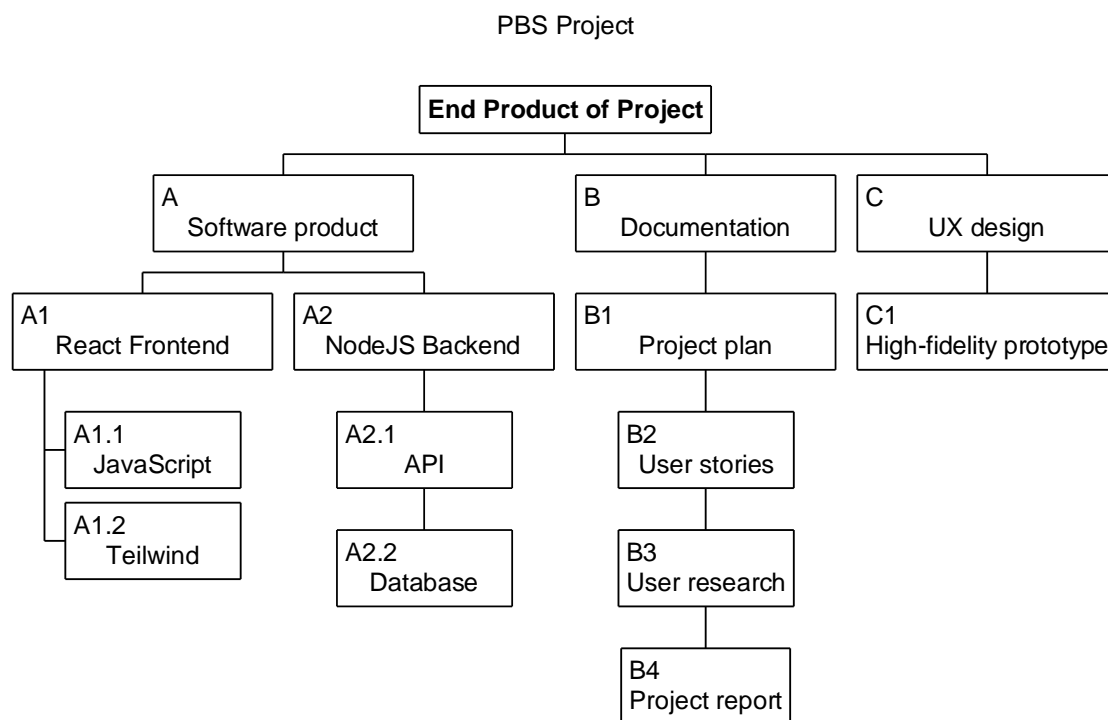 PBS Project
End Product of Project
A
Software product
B
Documentation
C
UX design
A1
React Frontend
A2
NodeJS Backend
B1
Project plan
C1
High-fidelity prototype
A1.1
JavaScript
A2.1
API
B2
User stories
A1.2
Teilwind
A2.2
Database
B3
User research
B4
Project report